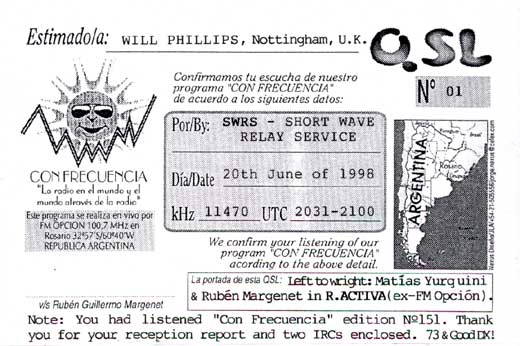 Estimado/a: WILL PHILLIPS, Nottingham, U.K.
QSL
Confirmamos tu escucha de nuestro
programa "CON FRECUENCIA"
de acuerdo a los siguientes datos:
Nº 01
Por/By: SWRS - SHORT WAVE
RELAY SERVICE
Día/Date 20th June of 1998
kHz 11470 UTC 2031-2100
CON FRECUENCIA
"La radio en el mundo y el
mundo através de la radio"
Este programa se realiza en vivo por
FM OPCION 100,7 MHz en
Rosario 32º57'S/60º40'W
REPUBLICA ARGENTINA
ARGENTINA
Rosario
We confirm your listening of our
program "CON FRECUENCIA"
acording to the above detail.
La portada de esta QSL: Left to wright: Matías Yurquini
& Rubén Margenet in R.ACTIVA (ex-FM Opción).
v/s Rubén Guillermo Margenet
Note: You had listened "Con Frecuencia" edition Nº151. Thank
you for your reception report and two IRCs enclosed. 73 & Good DX!